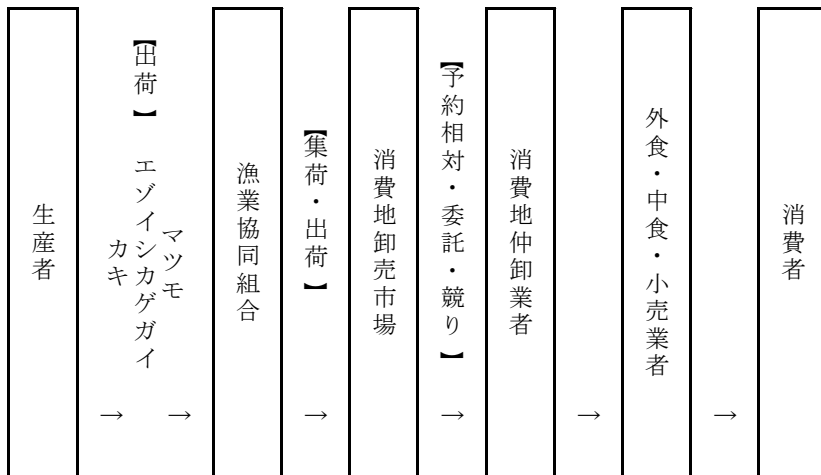 生産者
【出荷】
マツモ
エゾイシカゲガイ
カキ
→
→
漁業協同組合
【集荷・出荷】
→
消費地卸売市場
【予約相対・委託・競り】
→
消費地仲卸業者
→
外食・中食・小売業者
→
消費者